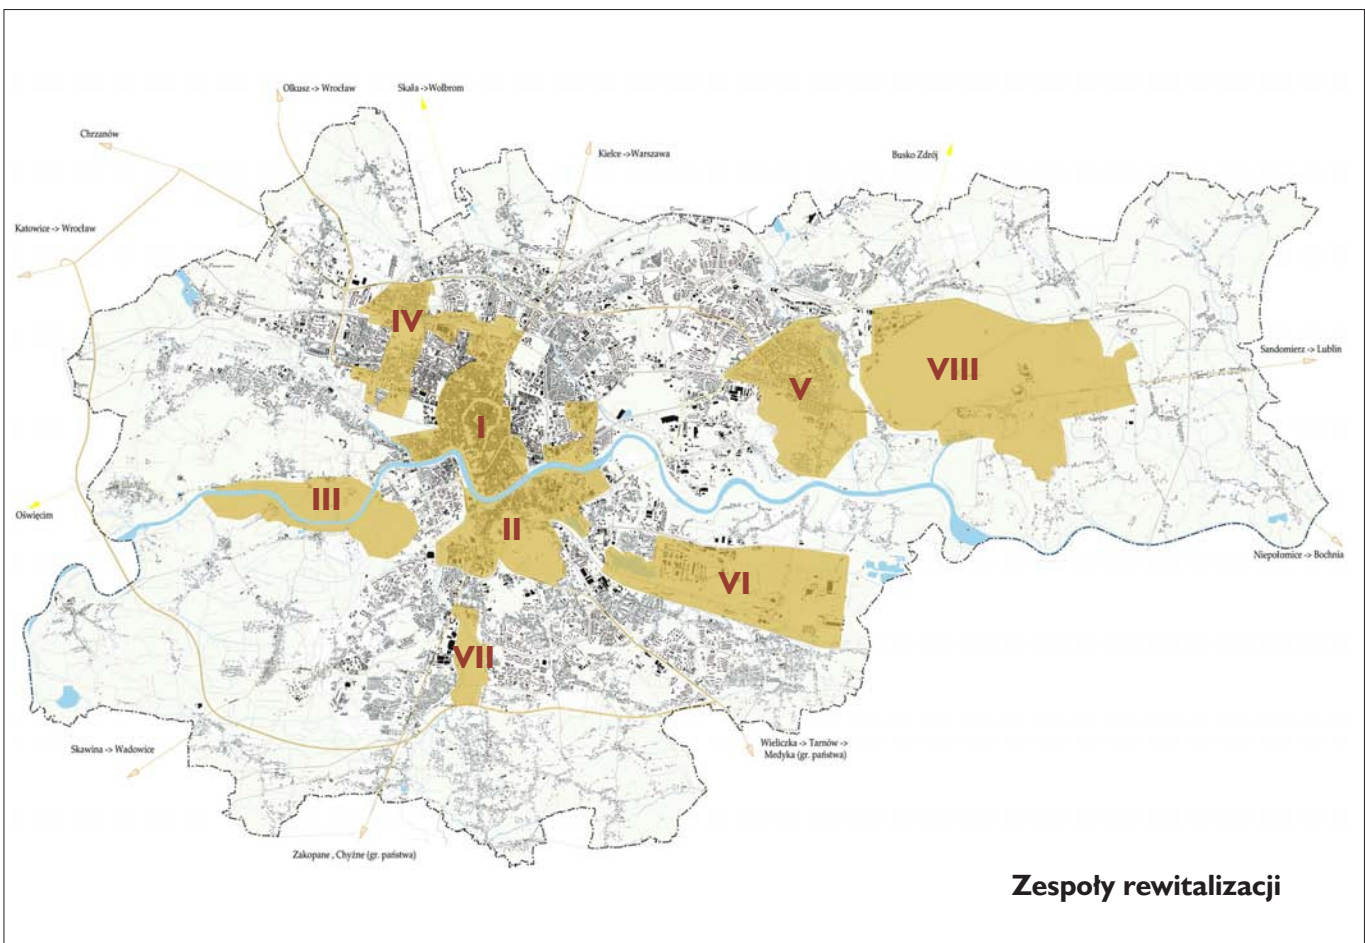 Olkusz -> Wrocław
Skała ->Wolbrom
Chrzanów
Kielce ->Warszawa
Busko Zdrój
Katowice -> Wrocław
IV
Sandomierz -> Lublin
V
VIII
I
III
Oświęcim
II
Niepołomice -> Bochnia
VI
VII
Skawina -> Wadowice
Wieliczka -> Tarnów ->
Medyka (gr. państwa)
Zakopane , Chyżne (gr. państwa)
Zespoły rewitalizacji